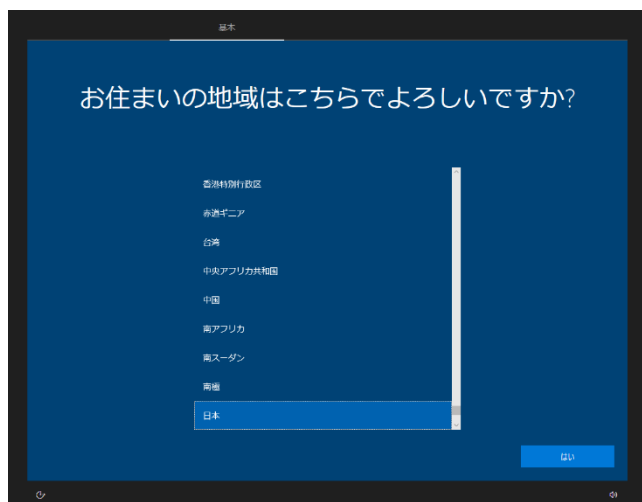 基本
お住まいの地域はこちらでよろしいですか?
香港特別行政区
赤道ギニア
台湾
中央アフリカ共和国
中国
南アフリカ
南スーダン
南極
日本
はい